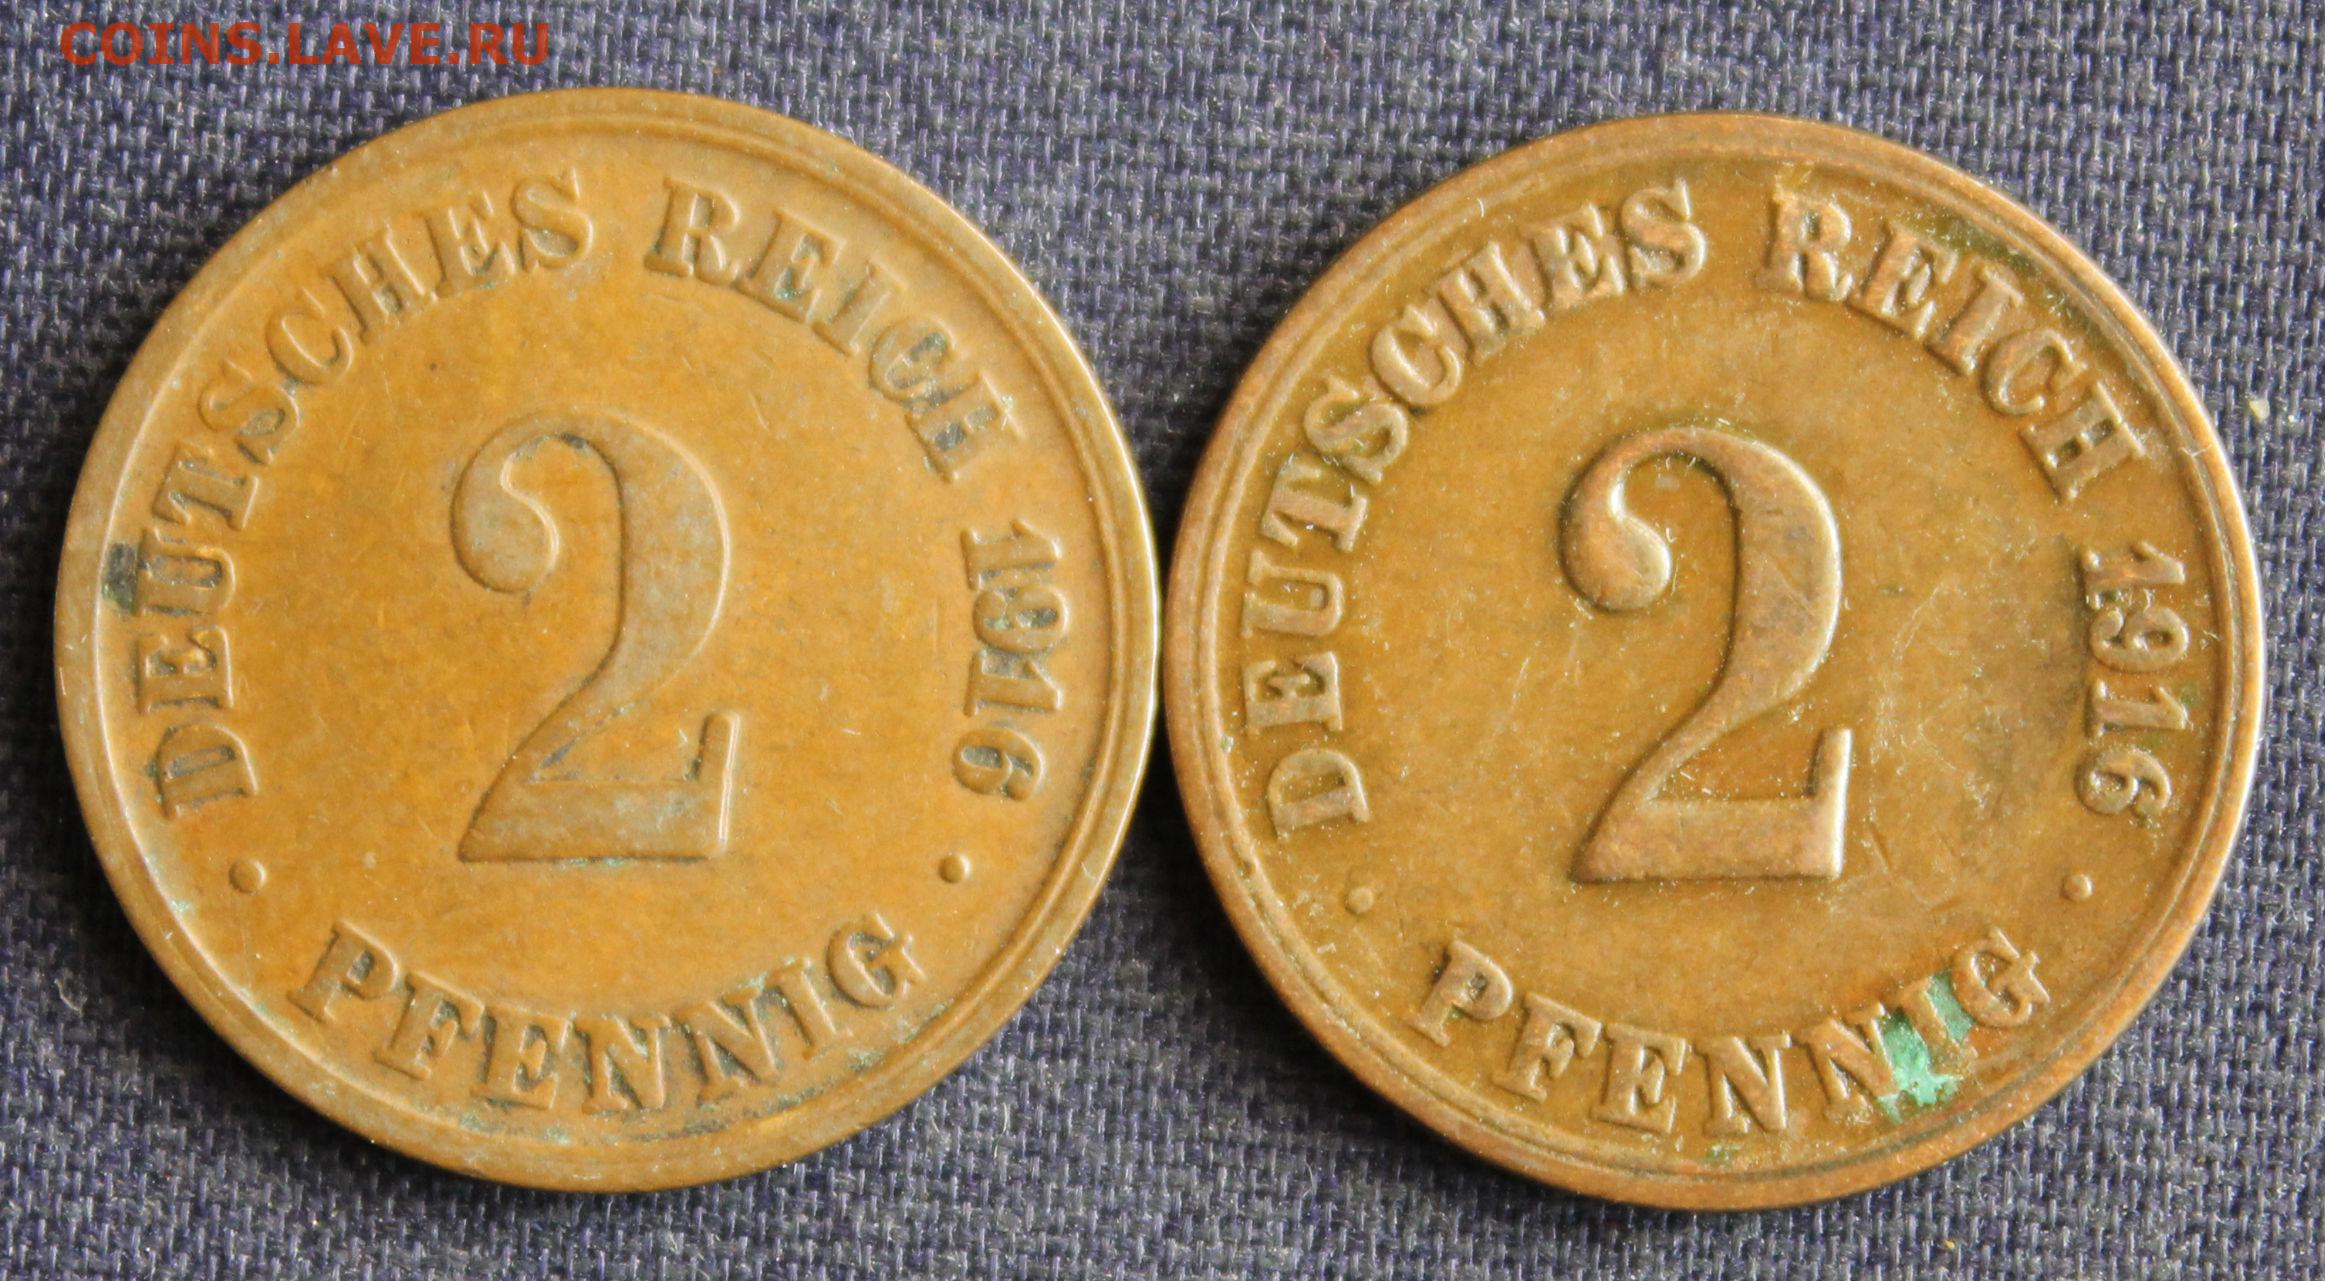 COINS.LAVE.RU
DEUTSCHES REICH 1916
2
· PFENNIG ·
DEUTSCHES REICH 1916
2
· PFENNIG ·